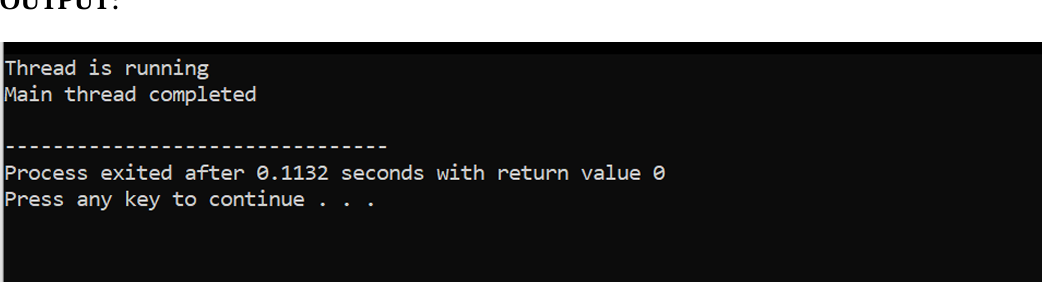 OUTPUT:
Thread is running
Main thread completed
--------------------------------
Process exited after 0.1132 seconds with return value 0
Press any key to continue . . .